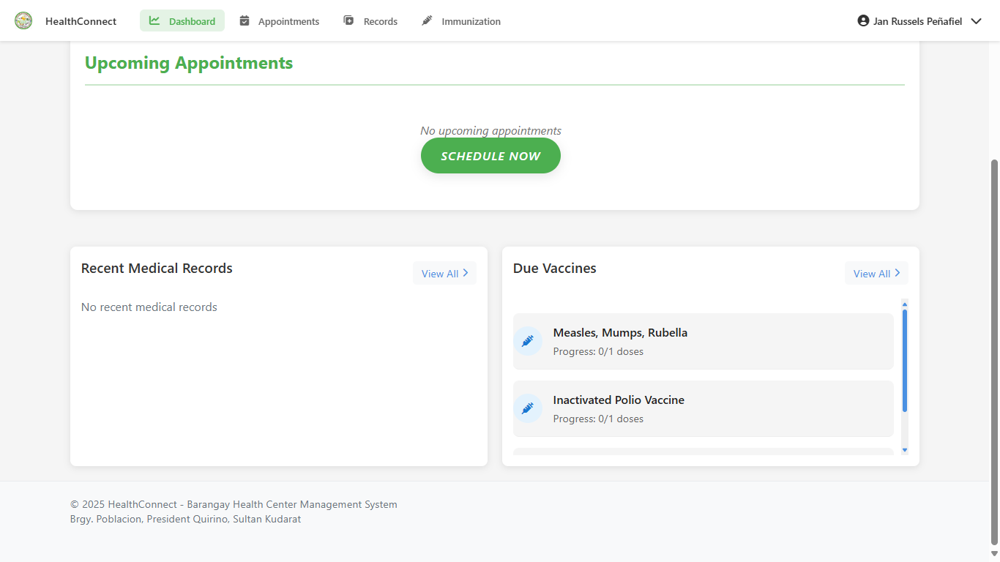 HealthConnect
Dashboard
Appointments
Records
Immunization
Jan Russels Peñafiel
Upcoming Appointments
No upcoming appointments
SCHEDULE NOW
Recent Medical Records
View All
No recent medical records
Due Vaccines
View All
Measles, Mumps, Rubella
Progress: 0/1 doses
Inactivated Polio Vaccine
Progress: 0/1 doses
© 2025 HealthConnect - Barangay Health Center Management System
Brgy. Poblacion, President Quirino, Sultan Kudarat